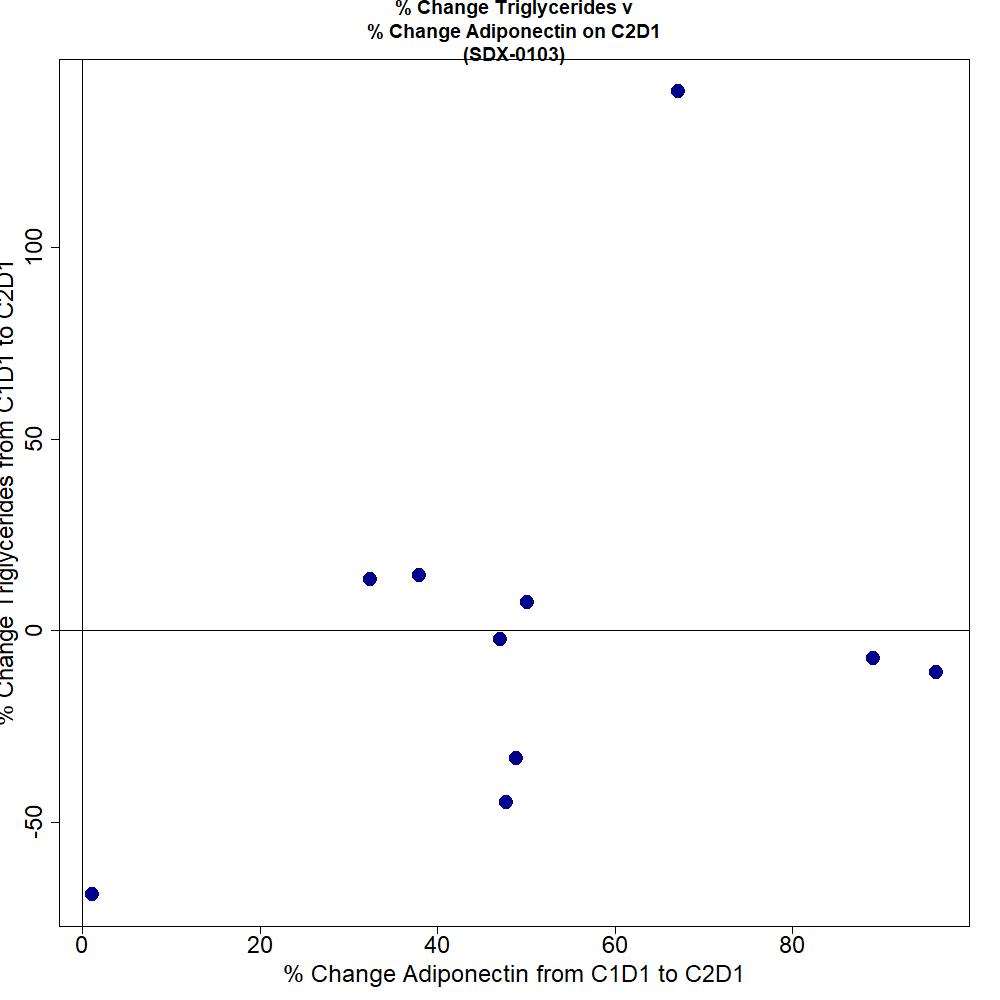 % Change Triglycerides v
% Change Adiponectin on C2D1
(SDX-0103)
% Change Triglycerides from C1D1 to C2D1
100
50
0
-50
0 20 40 60 80
% Change Adiponectin from C1D1 to C2D1